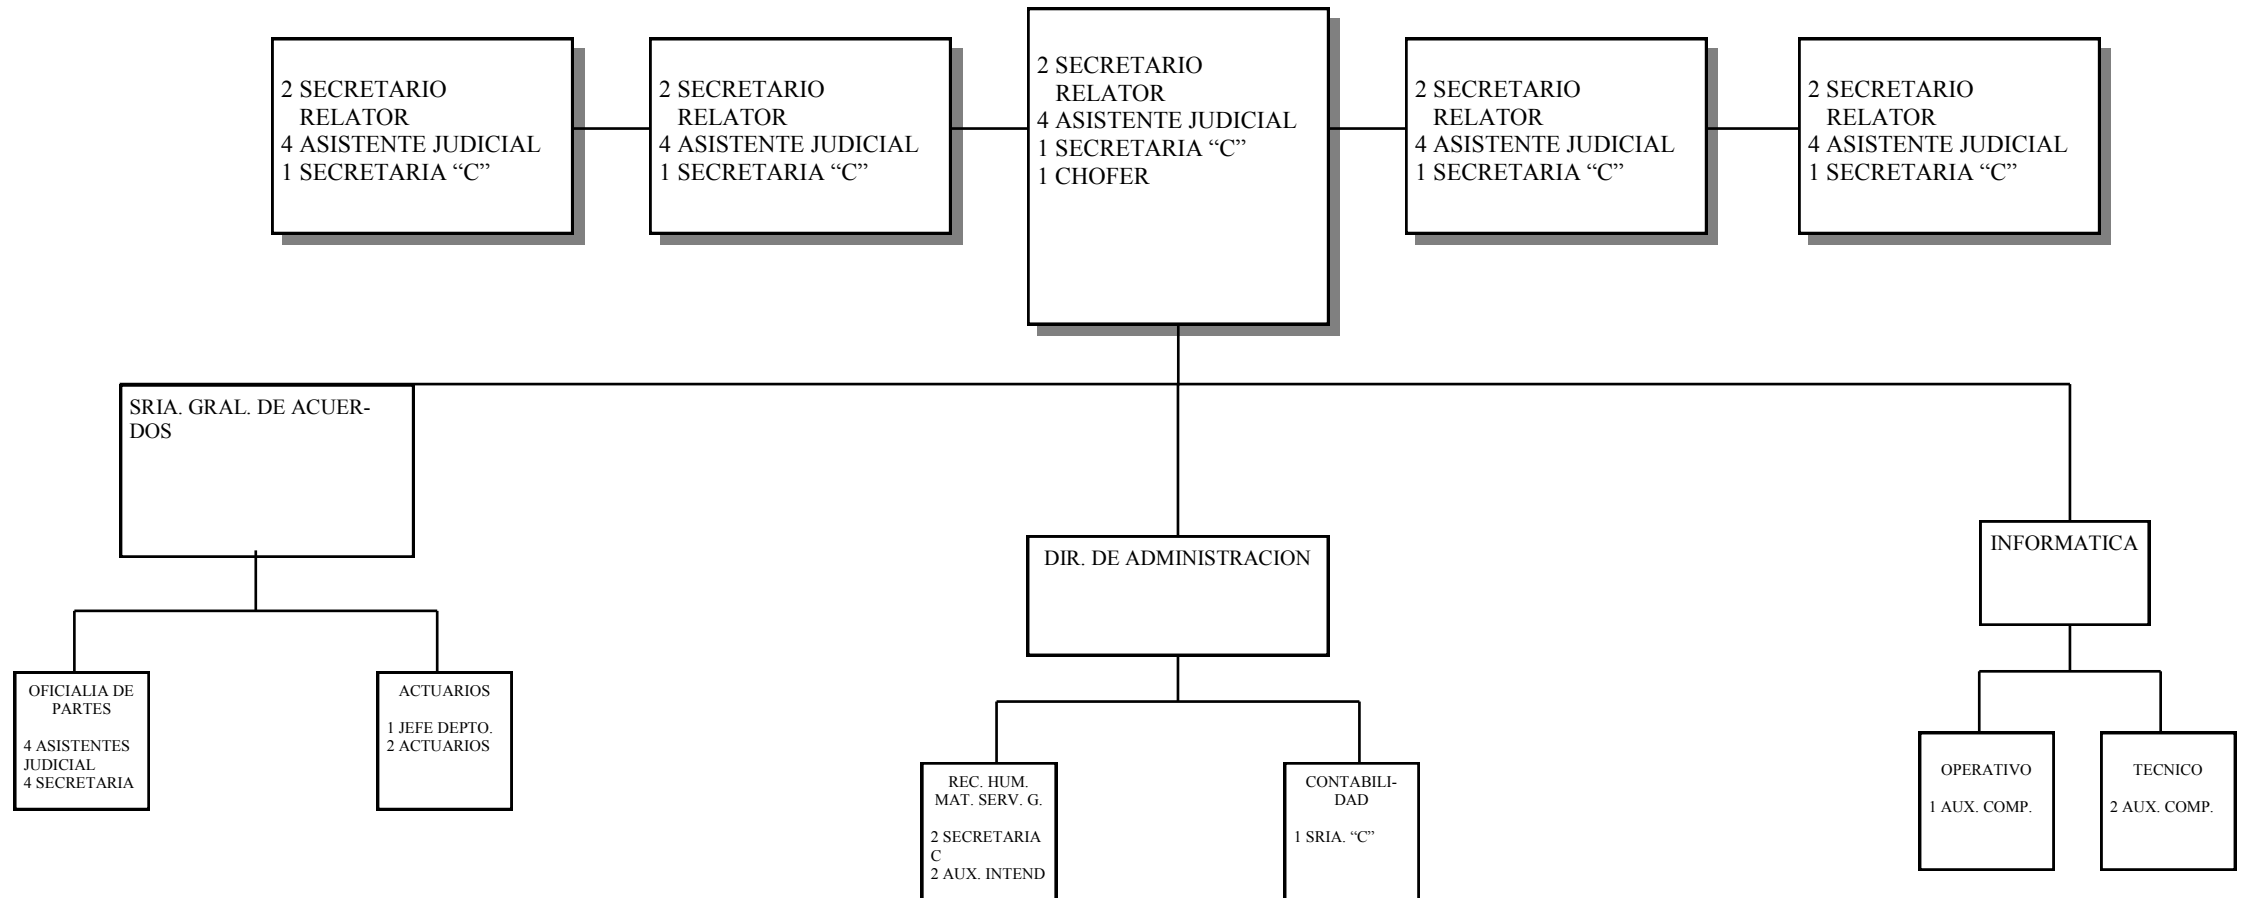 2 SECRETARIO
RELATOR
4 ASISTENTE JUDICIAL
1 SECRETARIA “C”
2 SECRETARIO
RELATOR
4 ASISTENTE JUDICIAL
1 SECRETARIA “C”
2 SECRETARIO
RELATOR
4 ASISTENTE JUDICIAL
1 SECRETARIA “C”
1 CHOFER
2 SECRETARIO
RELATOR
4 ASISTENTE JUDICIAL
1 SECRETARIA “C”
2 SECRETARIO
RELATOR
4 ASISTENTE JUDICIAL
1 SECRETARIA “C”
SRIA. GRAL. DE ACUER-
DOS
DIR. DE ADMINISTRACION
INFORMATICA
OFICIALIA DE
PARTES
4 ASISTENTES
JUDICIAL
4 SECRETARIA
ACTUARIOS
1 JEFE DEPTO.
2 ACTUARIOS
REC. HUM.
MAT. SERV. G.
2 SECRETARIA
C
2 AUX. INTEND
CONTABILI-
DAD
1 SRIA. “C”
OPERATIVO
1 AUX. COMP.
TECNICO
2 AUX. COMP.